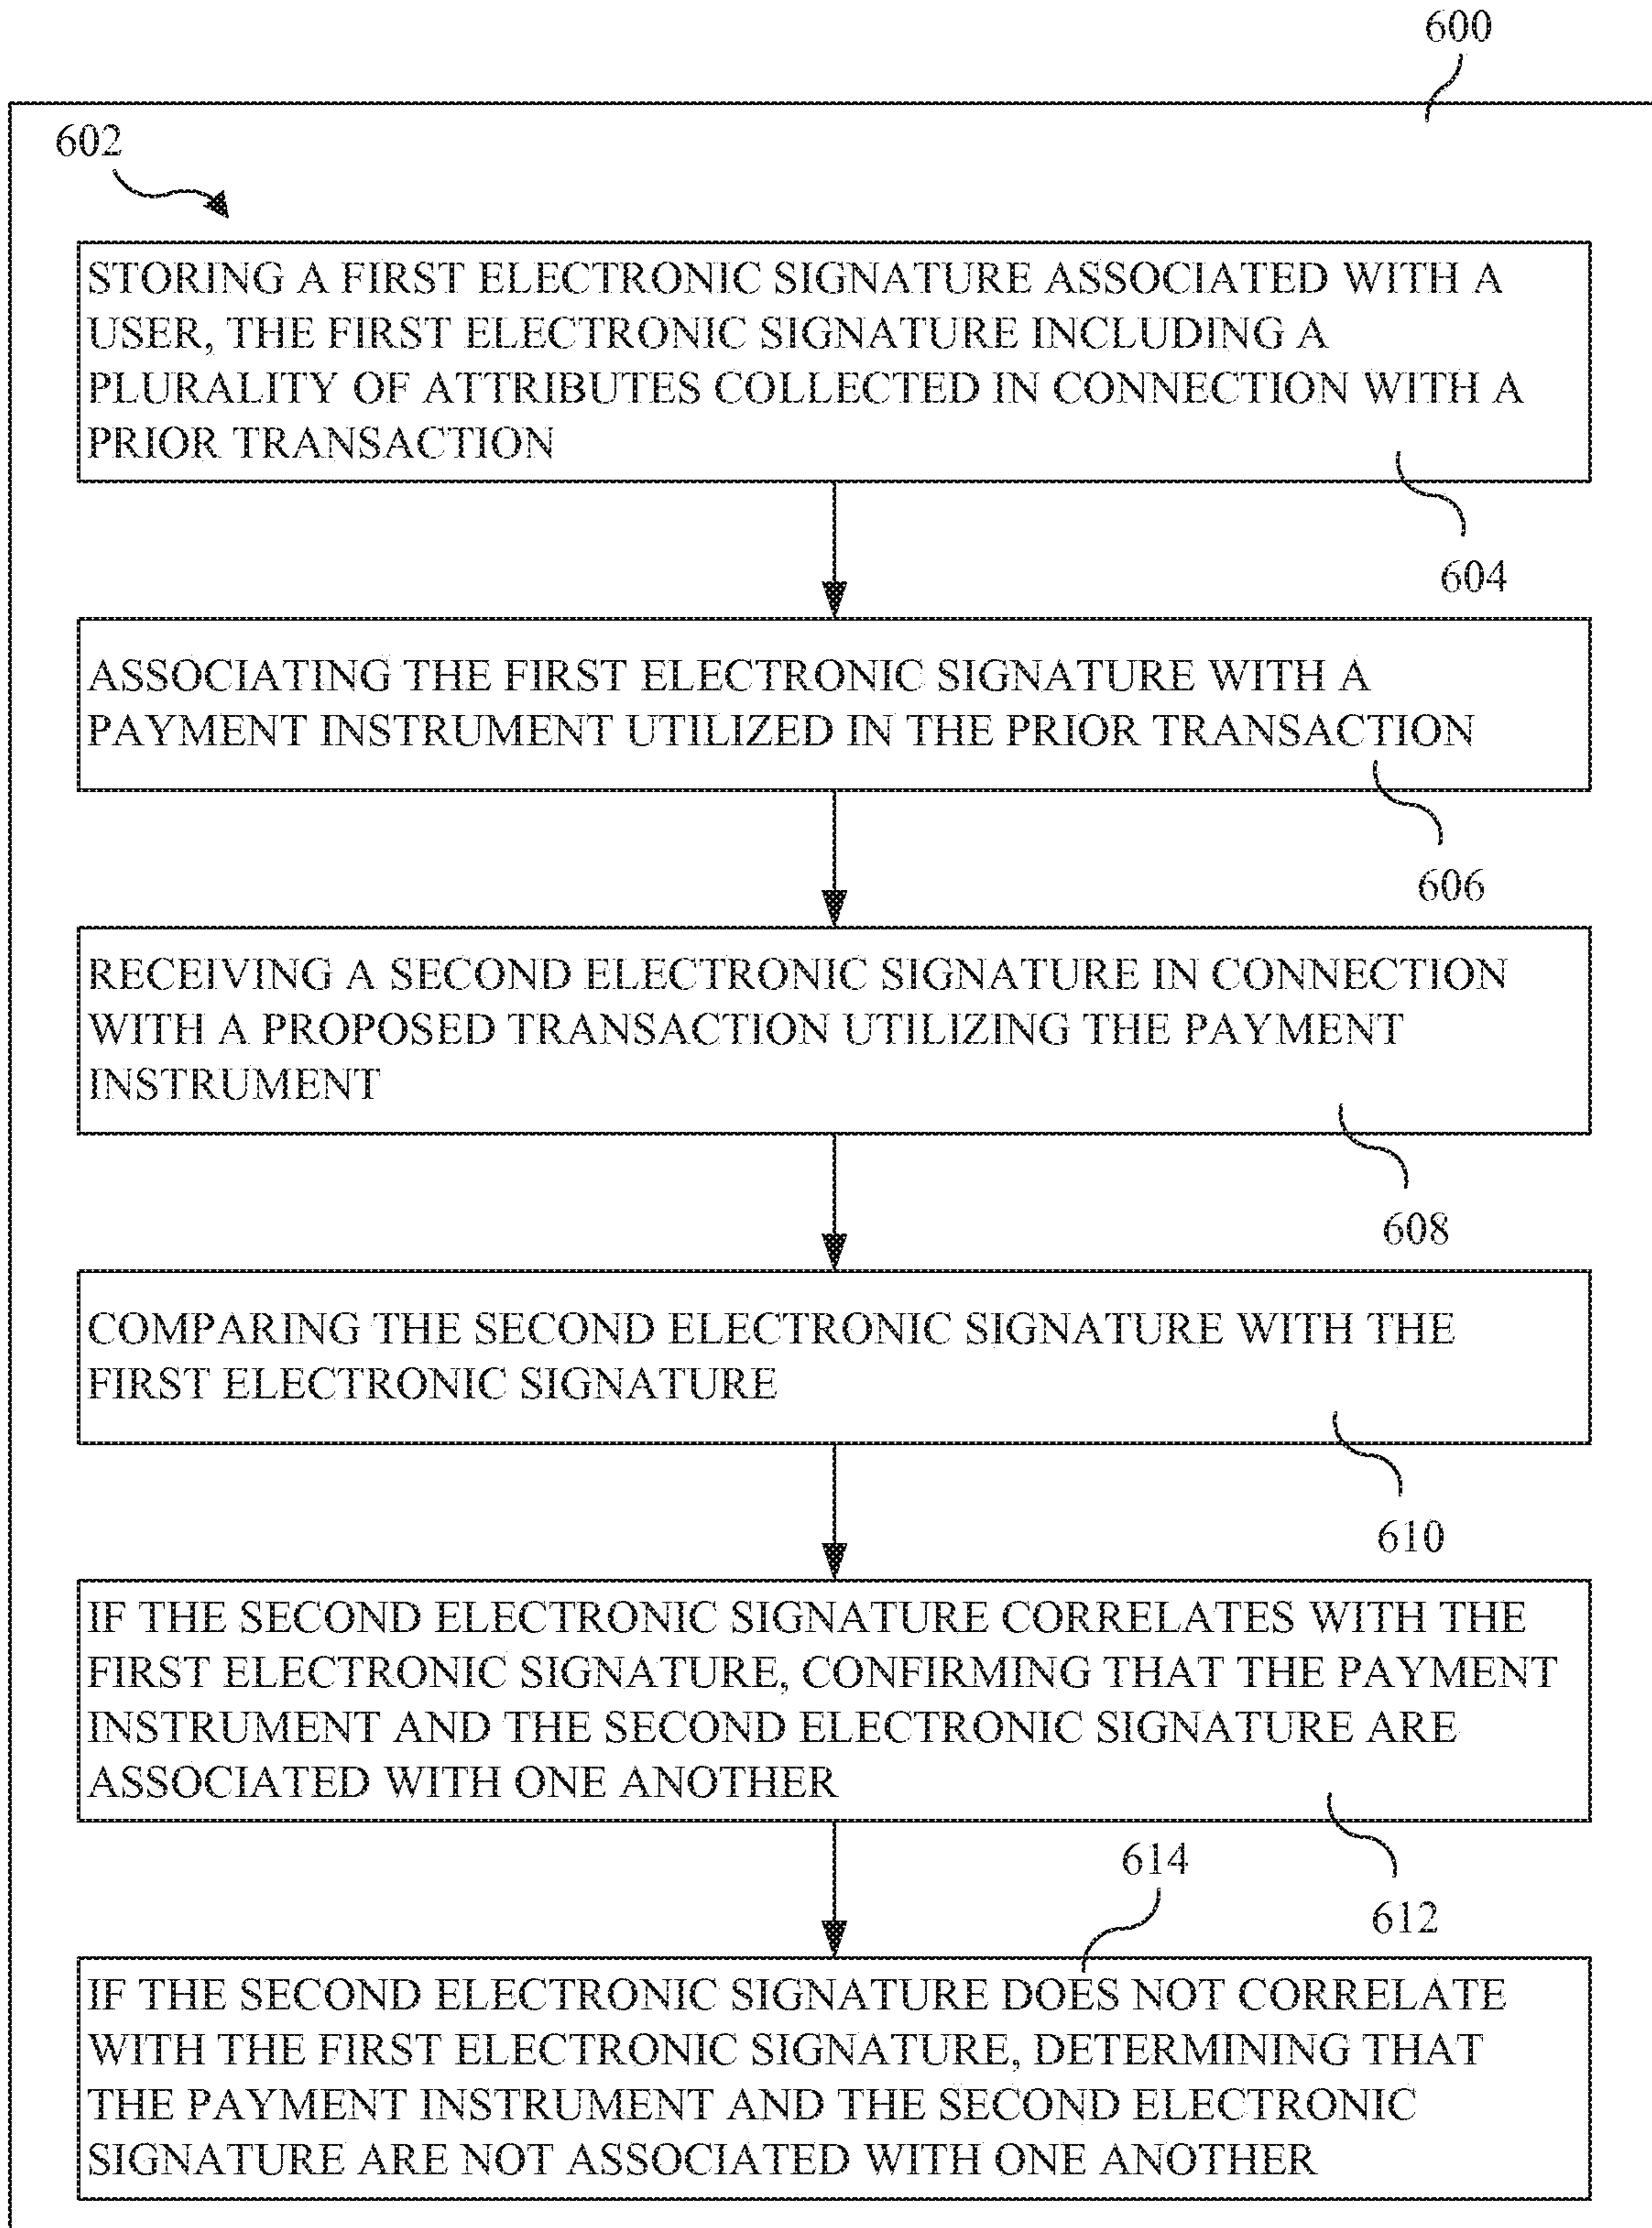 600
602
STORING A FIRST ELECTRONIC SIGNATURE ASSOCIATED WITH A
USER, THE FIRST ELECTRONIC SIGNATURE INCLUDING A
PLURALITY OF ATTRIBUTES COLLECTED IN CONNECTION WITH A
PRIOR TRANSACTION
604
ASSOCIATING THE FIRST ELECTRONIC SIGNATURE WITH A
PAYMENT INSTRUMENT UTILIZED IN THE PRIOR TRANSACTION
606
RECEIVING A SECOND ELECTRONIC SIGNATURE IN CONNECTION
WITH A PROPOSED TRANSACTION UTILIZING THE PAYMENT
INSTRUMENT
608
COMPARING THE SECOND ELECTRONIC SIGNATURE WITH THE
FIRST ELECTRONIC SIGNATURE
610
IF THE SECOND ELECTRONIC SIGNATURE CORRELATES WITH THE
FIRST ELECTRONIC SIGNATURE, CONFIRMING THAT THE PAYMENT
INSTRUMENT AND THE SECOND ELECTRONIC SIGNATURE ARE
ASSOCIATED WITH ONE ANOTHER
612
614
IF THE SECOND ELECTRONIC SIGNATURE DOES NOT CORRELATE
WITH THE FIRST ELECTRONIC SIGNATURE, DETERMINING THAT
THE PAYMENT INSTRUMENT AND THE SECOND ELECTRONIC
SIGNATURE ARE NOT ASSOCIATED WITH ONE ANOTHER